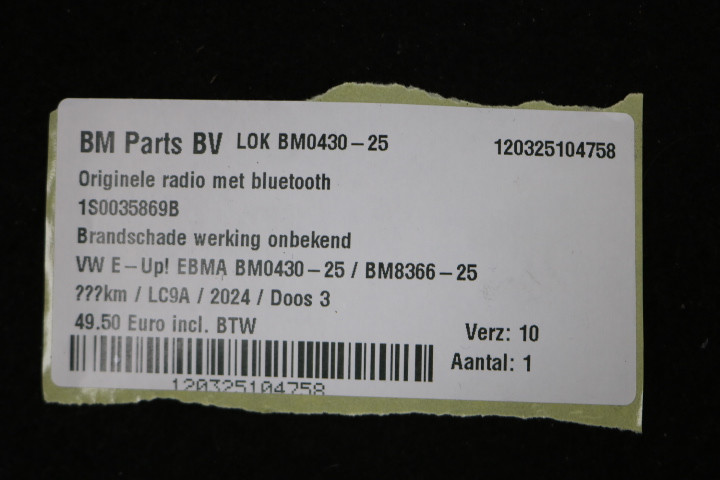 BM Parts BV LOK BM0430-25 120325104758
Originele radio met bluetooth
1S0035869B
Brandschade werking onbekend
VW E-Up! EBMA BM0430-25 / BM8366-25
???km / LC9A / 2024 / Doos 3
49.50 Euro incl. BTW
Verz: 10
Aantal: 1
120325104758